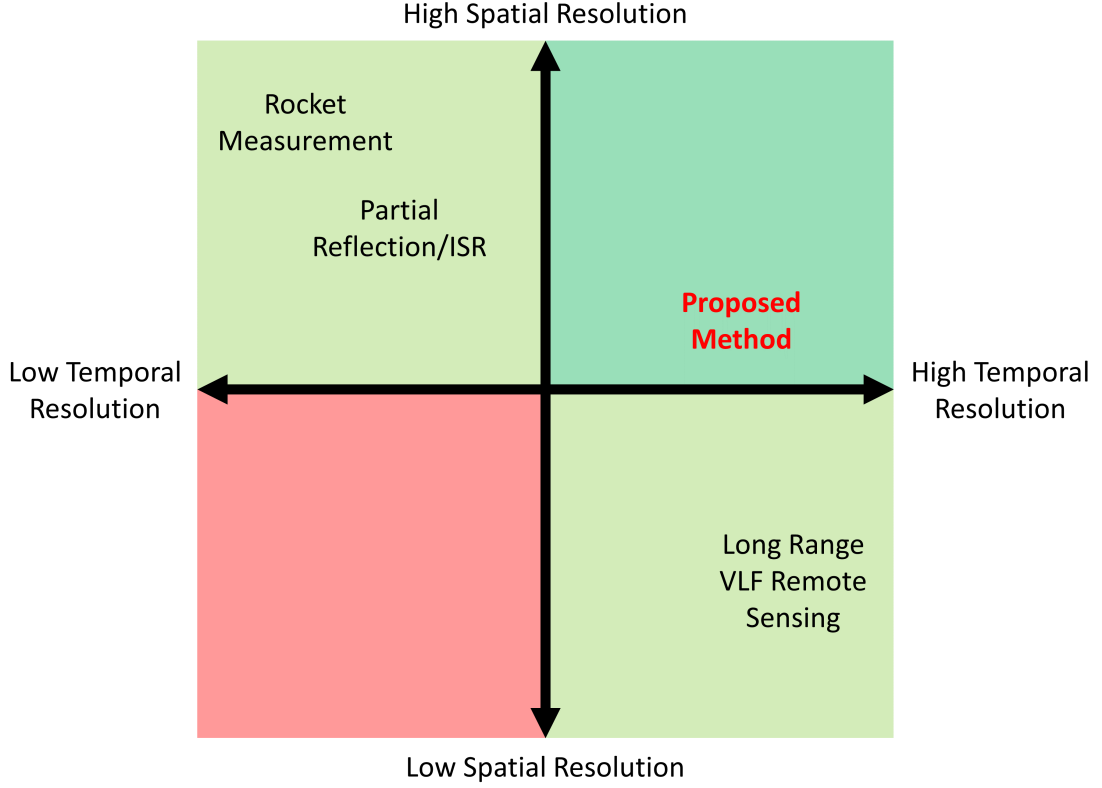 High Spatial Resolution
Rocket
Measurement
Partial
Reflection/ISR
Proposed
Method
Low Temporal
Resolution
High Temporal
Resolution
Long Range
VLF Remote
Sensing
Low Spatial Resolution